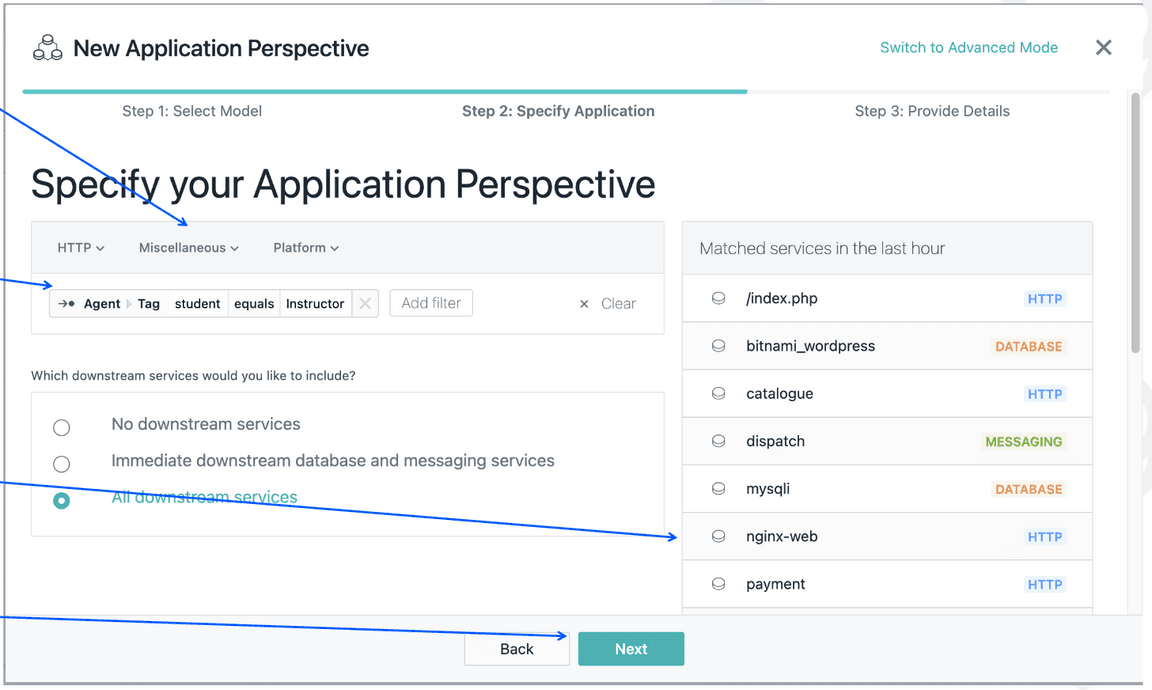 New Application Perspective
Switch to Advanced Mode
Step 1: Select Model
Step 2: Specify Application
Step 3: Provide Details
Specify your Application Perspective
HTTP
Miscellaneous
Platform
Agent Tag student equals Instructor
Add filter
Clear
Which downstream services would you like to include?
No downstream services
Immediate downstream database and messaging services
All downstream services
Matched services in the last hour
/index.php HTTP
bitnami_wordpress DATABASE
catalogue HTTP
dispatch MESSAGING
mysqli DATABASE
nginx-web HTTP
payment HTTP
Back
Next